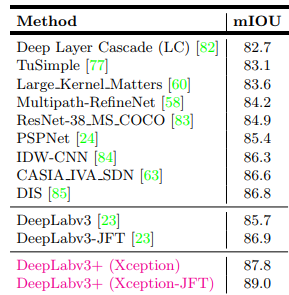 Method mIOU
Deep Layer Cascade (LC) [82] 82.7
TuSimple [77] 83.1
Large_Kernel_Matters [60] 83.6
Multipath-RefineNet [58] 84.2
ResNet-38_MS_COCO [83] 84.9
PSPNet [24] 85.4
IDW-CNN [84] 86.3
CASIA_IVA_SDN [63] 86.6
DIS [85] 86.8
DeepLabv3 [23] 85.7
DeepLabv3-JFT [23] 86.9
DeepLabv3+ (Xception) 87.8
DeepLabv3+ (Xception-JFT) 89.0